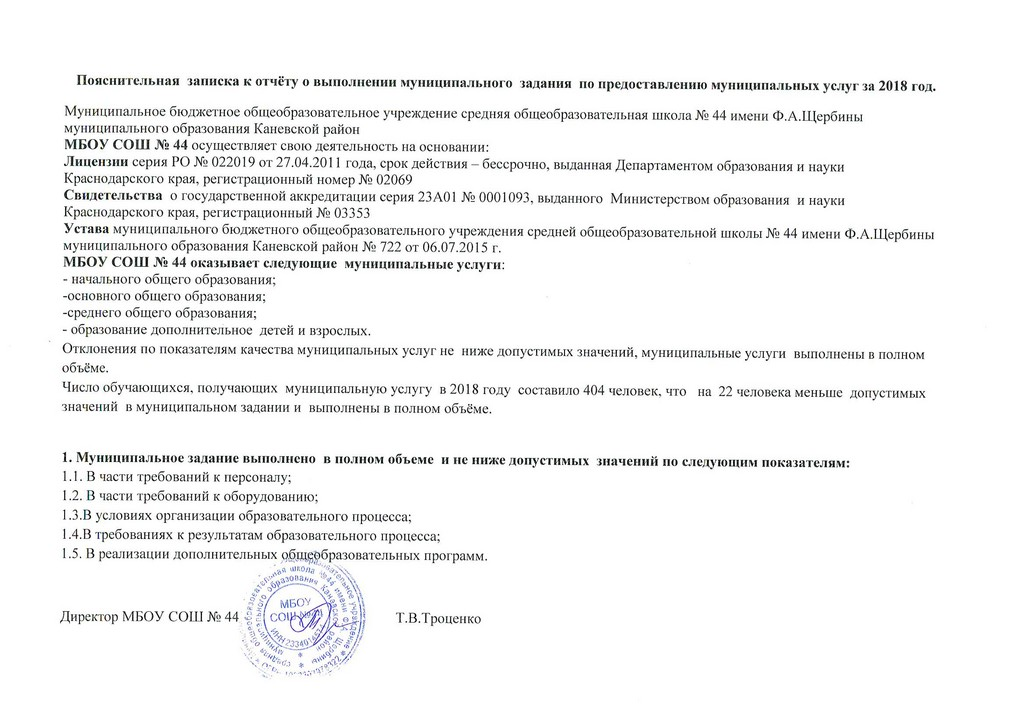 Пояснительная записка к отчёту о выполнении муниципального задания по предоставлению муниципальных услуг за 2018 год.
Муниципальное бюджетное общеобразовательное учреждение средняя общеобразовательная школа № 44 имени Ф.А.Щербины
муниципального образования Каневской район
МБОУ СОШ № 44 осуществляет свою деятельность на основании:
Лицензии серия РО № 022019 от 27.04.2011 года, срок действия – бессрочно, выданная Департаментом образования и науки
Краснодарского края, регистрационный номер № 02069
Свидетельства о государственной аккредитации серия 23А01 № 0001093, выданного Министерством образования и науки
Краснодарского края, регистрационный № 03353
Устава муниципального бюджетного общеобразовательного учреждения средней общеобразовательной школы № 44 имени Ф.А.Щербины
муниципального образования Каневской район № 722 от 06.07.2015 г.
МБОУ СОШ № 44 оказывает следующие муниципальные услуги:
- начального общего образования;
-основного общего образования;
-среднего общего образования;
- образование дополнительное детей и взрослых.
Отклонения по показателям качества муниципальных услуг не ниже допустимых значений, муниципальные услуги выполнены в полном
объёме.
Число обучающихся, получающих муниципальную услугу в 2018 году составило 404 человек, что на 22 человека меньше допустимых
значений в муниципальном задании и выполнены в полном объёме.
1. Муниципальное задание выполнено в полном объеме и не ниже допустимых значений по следующим показателям:
1.1. В части требований к персоналу;
1.2. В части требований к оборудованию;
1.3.В условиях организации образовательного процесса;
1.4.В требованиях к результатам образовательного процесса;
1.5. В реализации дополнительных общеобразовательных программ.
Директор МБОУ СОШ № 44 Т.В.Троценко
МБОУ
СОШ